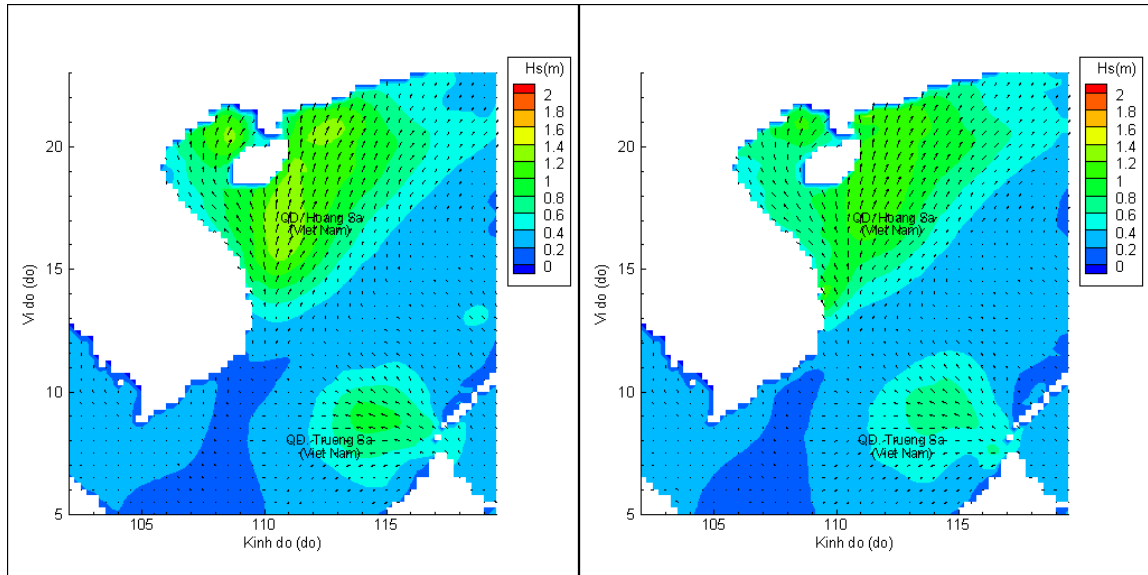 Hs(m)
2
1.8
1.6
1.4
1.2
1
0.8
0.6
0.4
0.2
0
20
15
10
5
Vi do (do)
QD/Hoang Sa
(Viet Nam)
QD. Truong Sa
(Viet Nam)
105
110
115
Kinh do (do)
Hs(m)
2
1.8
1.6
1.4
1.2
1
0.8
0.6
0.4
0.2
0
20
15
10
5
Vi do (do)
QD/Hoang Sa
(Viet Nam)
QD. Truong Sa
(Viet Nam)
105
110
115
Kinh do (do)